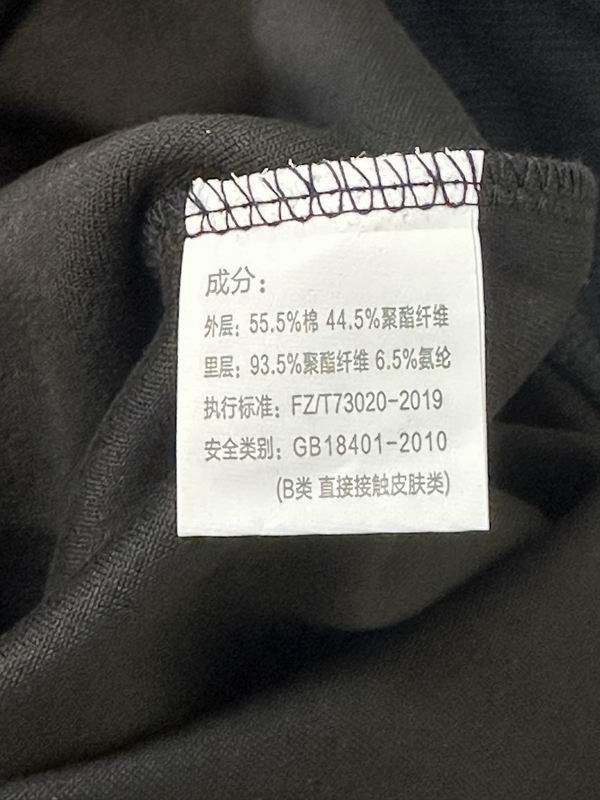 成分：
外层：55.5%棉 44.5%聚酯纤维
里层：93.5%聚酯纤维 6.5%氨纶
执行标准：FZ/T73020-2019
安全类别：GB18401-2010
(B类 直接接触皮肤类)